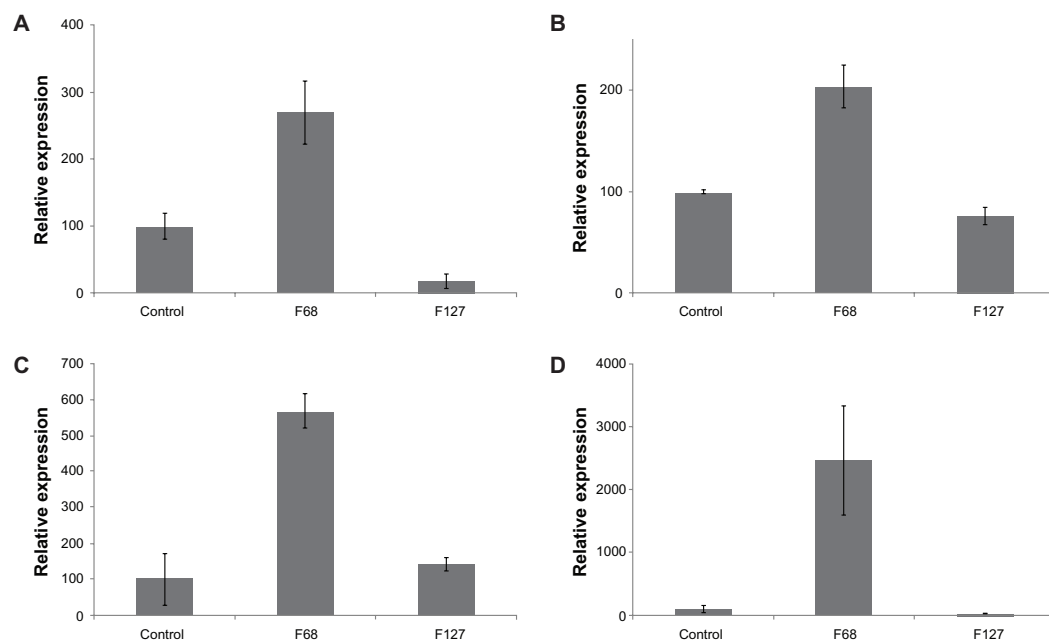 A
Relative expression
400
300
200
100
0
Control F68 F127
B
Relative expression
200
100
0
Control F68 F127
C
Relative expression
700
600
500
400
300
200
100
0
Control F68 F127
D
Relative expression
4000
3000
2000
1000
0
Control F68 F127